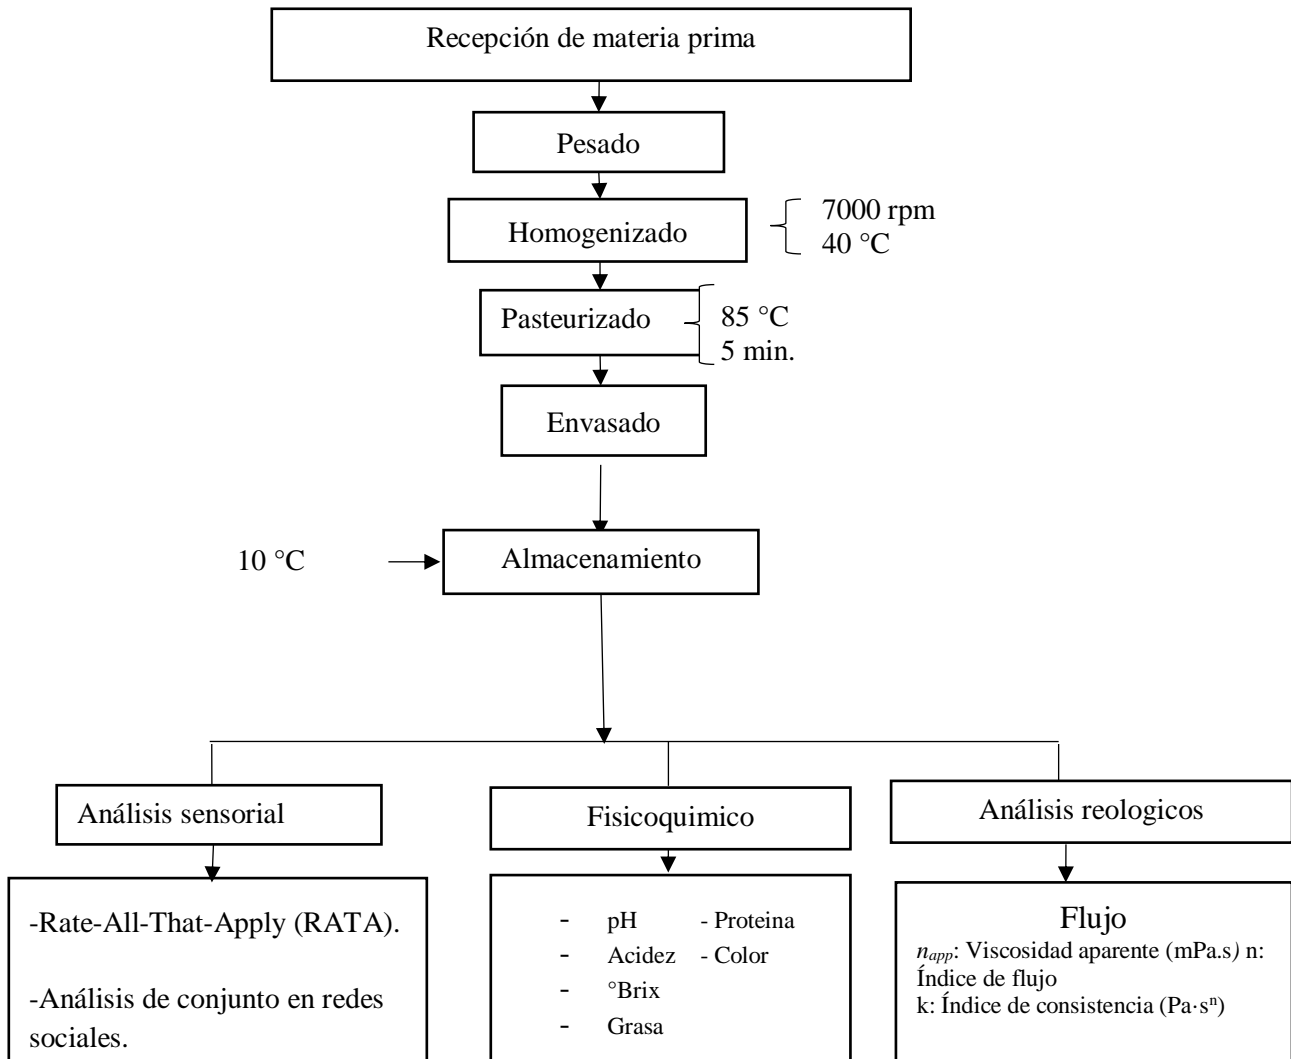 Recepción de materia prima
Pesado
Homogenizado
7000 rpm
40 °C
Pasteurizado
85 °C
5 min.
Envasado
10 °C
Almacenamiento
Análisis sensorial
-Rate-All-That-Apply (RATA).
-Análisis de conjunto en redes
sociales.
Fisicoquimico
- pH - Proteina
- Acidez - Color
- °Brix
- Grasa
Análisis reologicos
Flujo
napp: Viscosidad aparente (mPa.s) n:
Índice de flujo
k: Índice de consistencia (Pa·sⁿ)